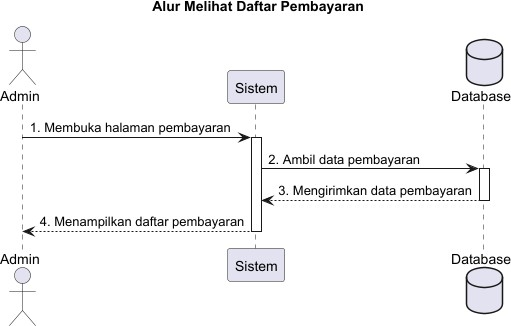 Alur Melihat Daftar Pembayaran
Admin
Sistem
Database
1. Membuka halaman pembayaran
2. Ambil data pembayaran
3. Mengirimkan data pembayaran
4. Menampilkan daftar pembayaran
Admin
Sistem
Database